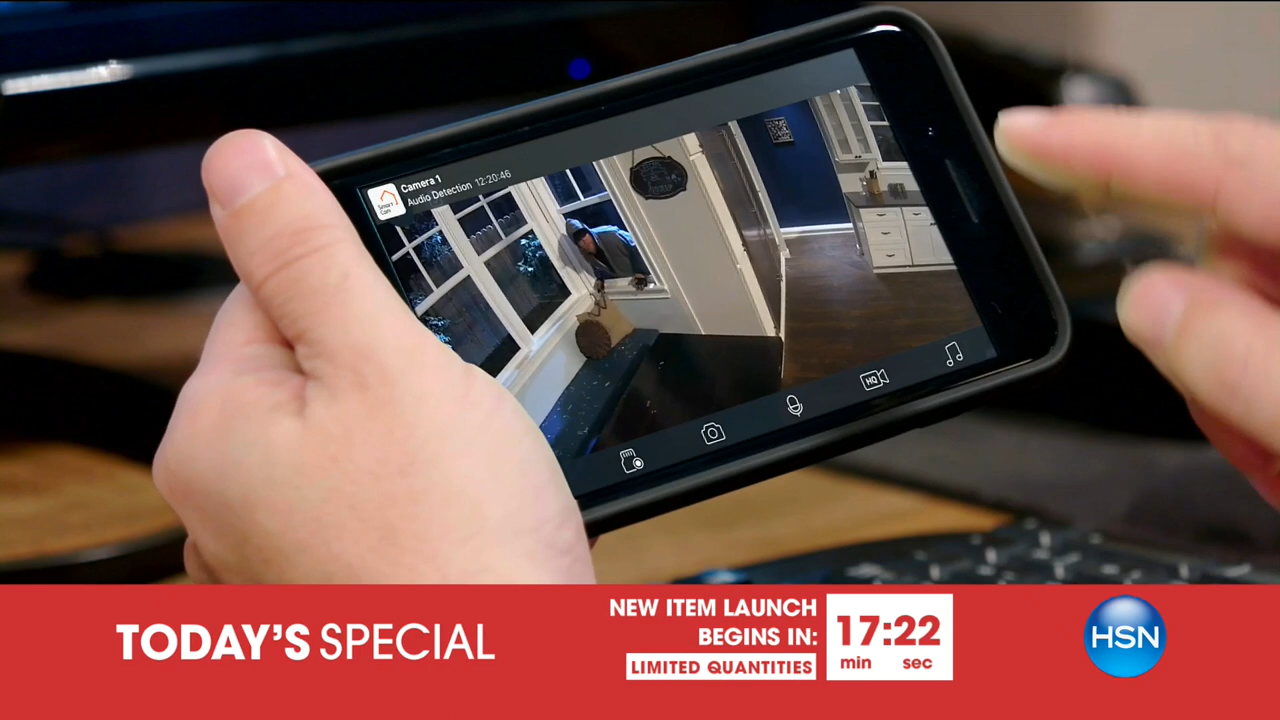 Camera 1
Audio Detection 12:20:46
HQ
TODAY'S SPECIAL
NEW ITEM LAUNCH
BEGINS IN:
LIMITED QUANTITIES
17:22
min sec
HSN